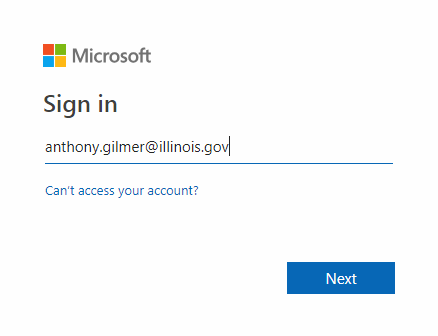 Microsoft
Sign in
anthony.gilmer@illinois.gov
Can't access your account?
Next